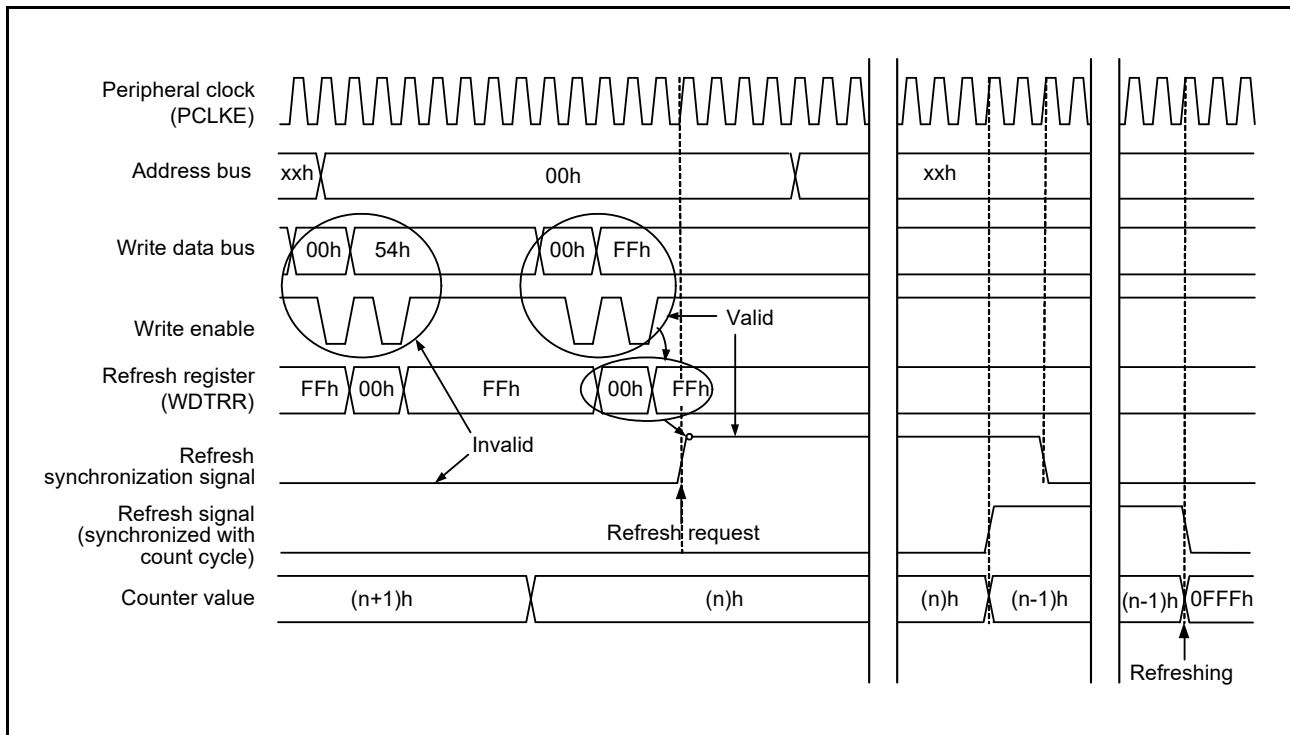 Peripheral clock
(PCLKE)
Address bus
xxh
00h
xxh
Write data bus
00h
54h
00h
FFh
Write enable
Valid
Refresh register
(WDTRR)
FFh
00h
FFh
00h
FFh
Invalid
Refresh
synchronization signal
Refresh signal
(synchronized with
count cycle)
Refresh request
Counter value
(n+1)h
(n)h
(n)h
(n-1)h
(n-1)h
0FFFh
Refreshing